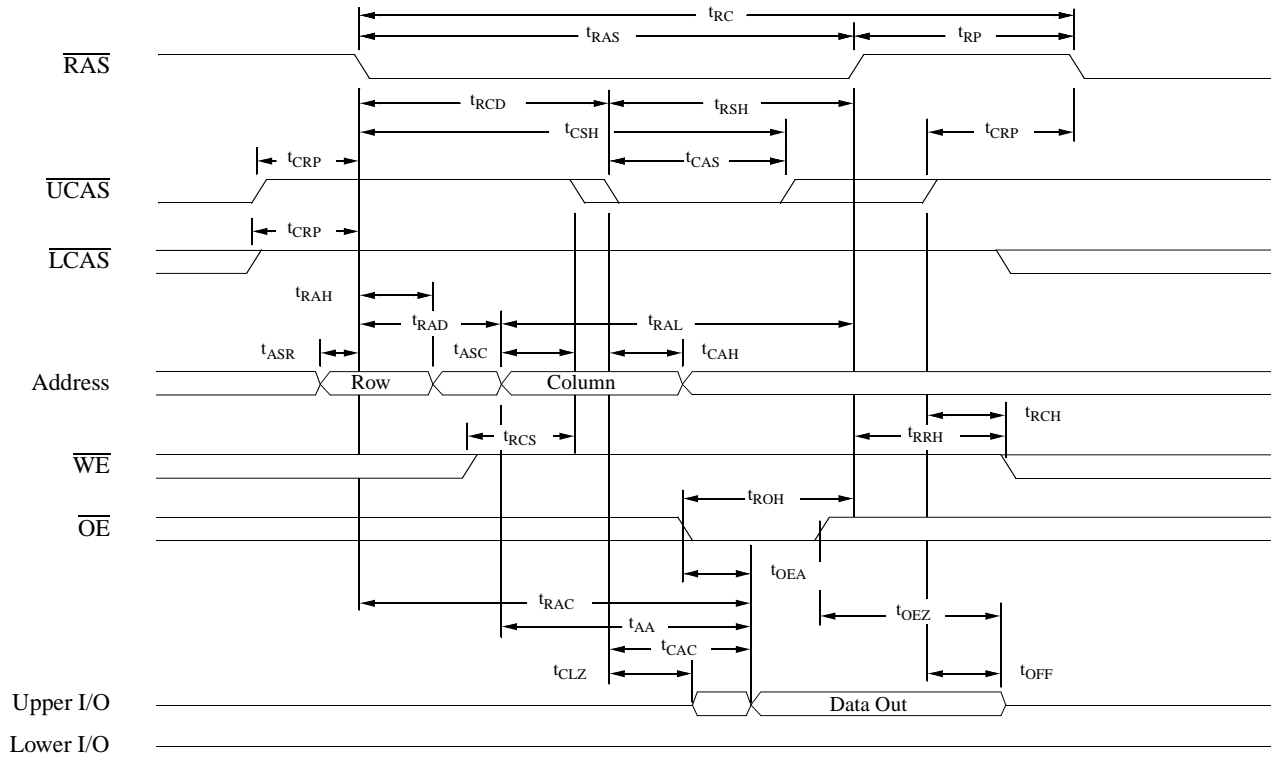 tRC
tRAS tRP
RAS
tRCD tRSH
tCSH tCRP
tCRP tCAS
UCAS
tCRP
LCAS
tRAH
tRAD tRAL
tASR tASC tCAH
Address Row Column
tRCH
tRCS tRRH
WE
tROH
OE
tOEA
tRAC tOEZ
tAA
tCAC
tCLZ tOFF
Upper I/O Data Out
Lower I/O